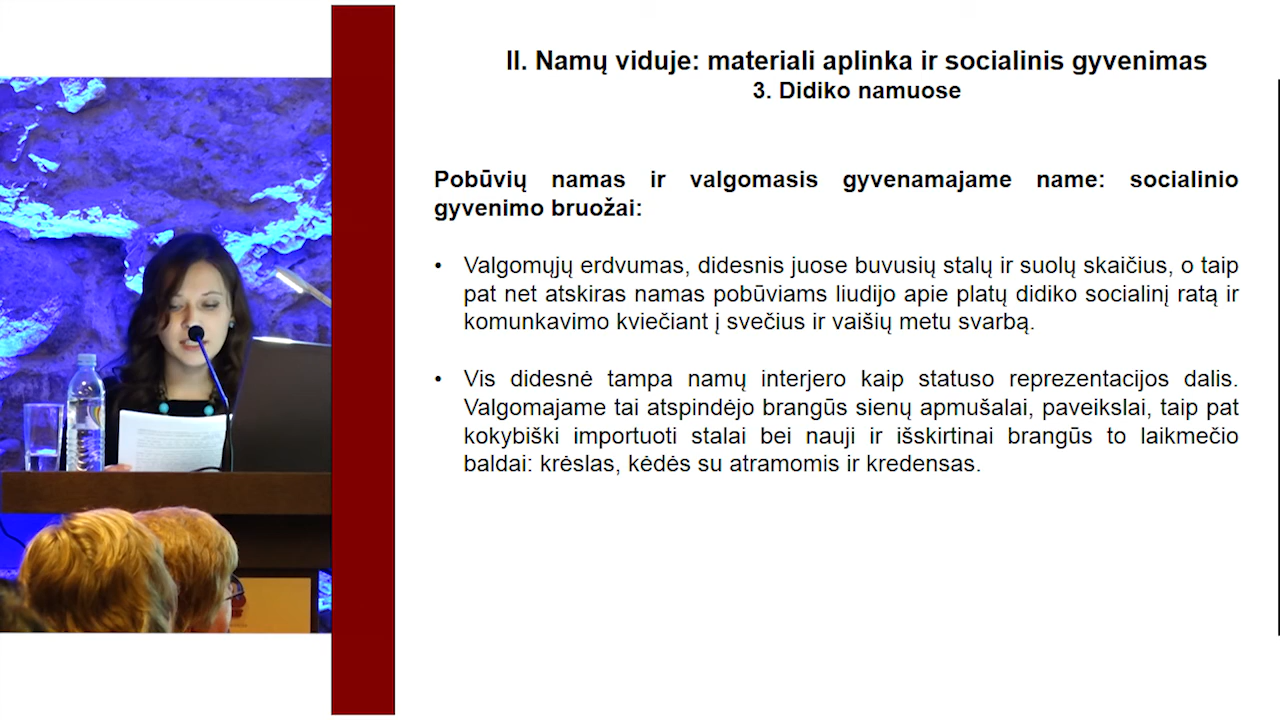 II. Namų viduje: materiali aplinka ir socialinis gyvenimas
3. Didiko namuose
Pobūvių namas ir valgomasis gyvenamajame name: socialinio
gyvenimo bruožai:
• Valgomųjų erdvumas, didesnis juose buvusių stalų ir suolų skaičius, o taip
pat net atskiras namas pobūviams liudijo apie platų didiko socialinį ratą ir
komunkavimo kviečiant į svečius ir vaišių metu svarbą.
• Vis didesnė tampa namų interjero kaip statuso reprezentacijos dalis.
Valgomajame tai atspindėjo brangūs sienų apmušalai, paveikslai, taip pat
kokybiški importuoti stalai bei nauji ir išskirtinai brangūs to laikmečio
baldai: krėslas, kėdės su atramomis ir kredensas.